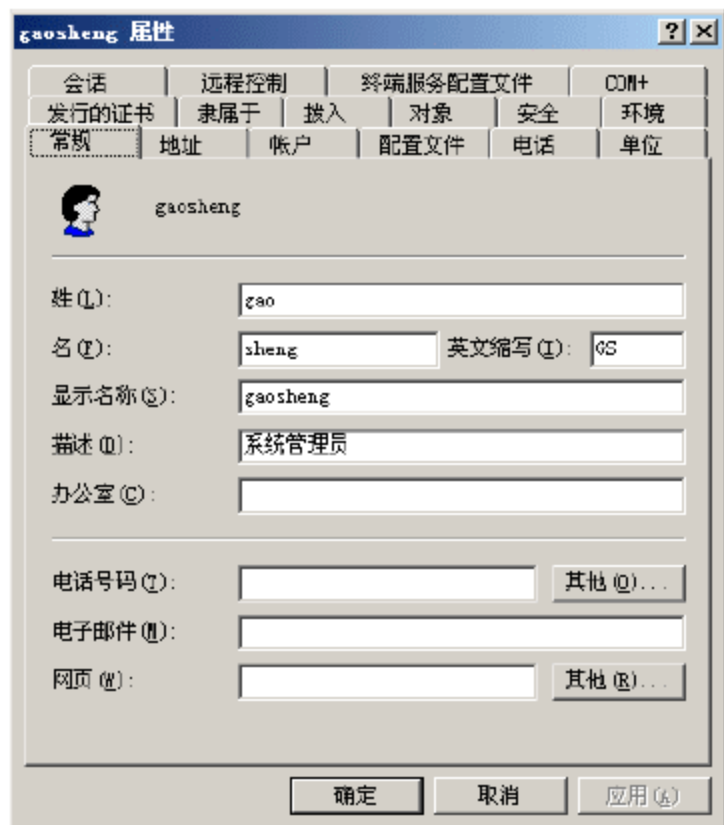 gaosheng 属性
会话 远程控制 终端服务配置文件 COM+
发行的证书 隶属于 拨入 对象 安全 环境
常规 地址 帐户 配置文件 电话 单位
gaosheng
姓(L): gao
名(F): sheng 英文缩写(I): GS
显示名称(S): gaosheng
描述(D): 系统管理员
办公室(C):
电话号码(T): 其他(O)...
电子邮件(M):
网页(W): 其他(R)...
确定 取消 应用(A)